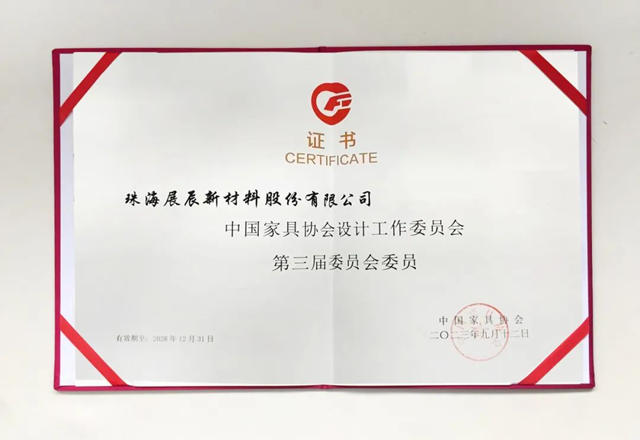 证书
CERTIFICATE
珠海展辰新材料股份有限公司
中国家具协会设计工作委员会
第三届委员会委员
中国家具协会
二〇二三年九月十二日
有效期至：2028年12月31日